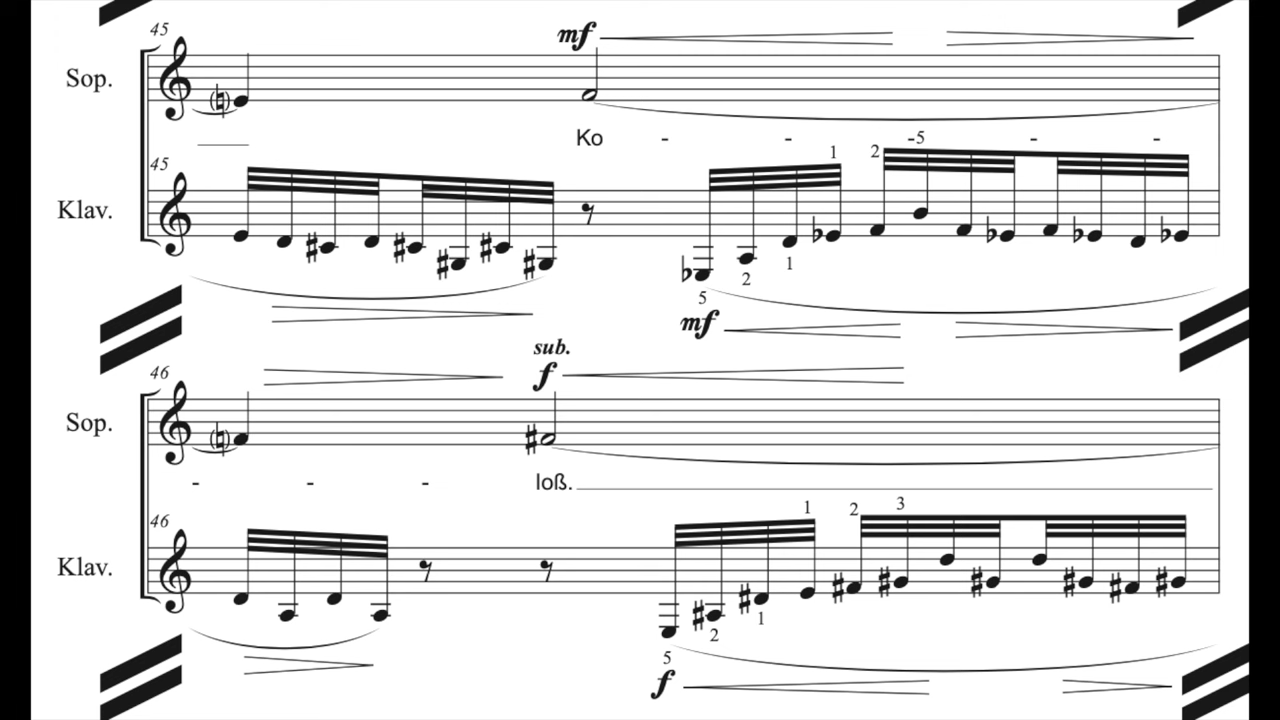 45
mf
Sop.
Ko - - - - -
45 1 2 5
Klav.
5 2 1
mf
sub.
46
f
Sop.
- - - loß.
46 1 2 3
Klav.
5 2 1
f